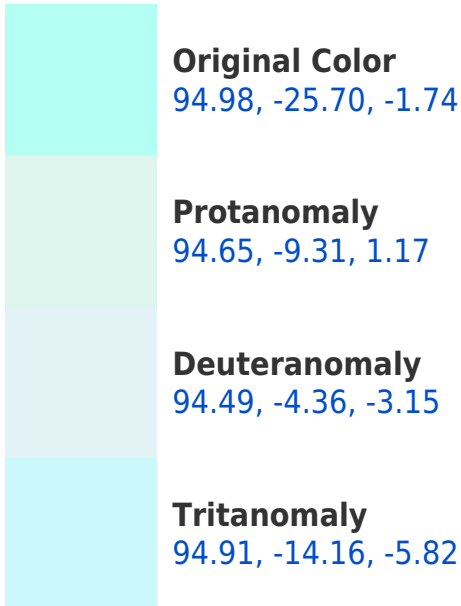 Original Color
94.98, -25.70, -1.74
Protanomaly
94.65, -9.31, 1.17
Deuteranomaly
94.49, -4.36, -3.15
Tritanomaly
94.91, -14.16, -5.82